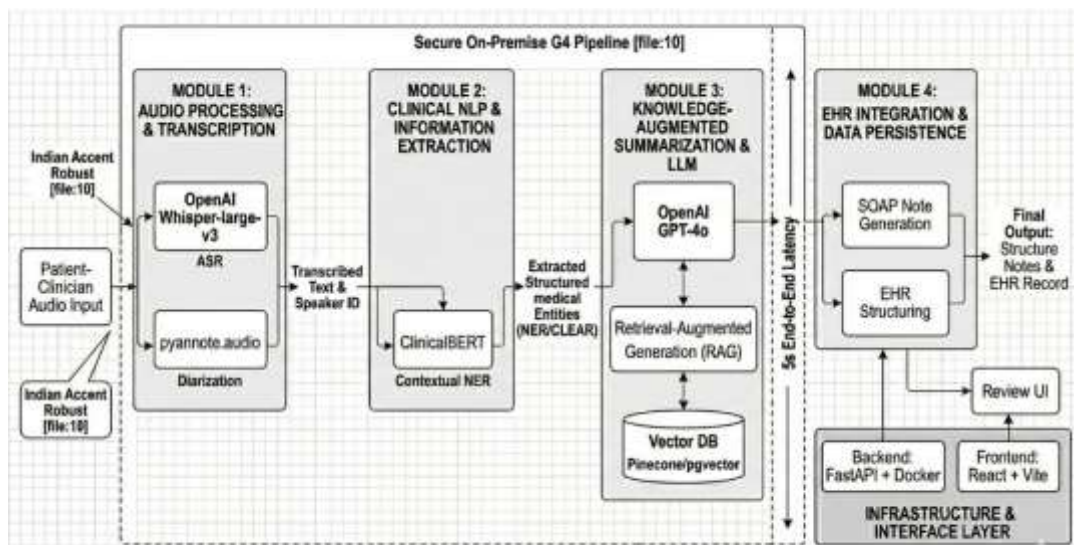 Secure On-Premise G4 Pipeline [file:10]
MODULE 1:
AUDIO PROCESSING
& TRANSCRIPTION
Indian Accent
Robust
[file:10]
OpenAI
Whisper-large-
v3
ASR
Patient-
Clinician
Audio Input
pyannote.audio
Diarization
Indian Accent
Robust
[file:10]
Transcribed
Text &
Speaker ID
MODULE 2:
CLINICAL NLP &
INFORMATION
EXTRACTION
ClinicalBERT
Contextual NER
Extracted
Structured
medical
Entities
(NER/CLEAR)
MODULE 3:
KNOWLEDGE-
AUGMENTED
SUMMARIZATION &
LLM
OpenAI
GPT-4o
Retrieval-Augmented
Generation (RAG)
Vector DB
Pinecone/pgvector
5s End-to-End Latency
MODULE 4:
EHR INTEGRATION &
DATA PERSISTENCE
SOAP Note
Generation
EHR
Structuring
Final
Output:
Structure
Notes &
EHR Record
Review UI
Backend:
FastAPI + Docker
Frontend:
React + Vite
INFRASTRUCTURE &
INTERFACE LAYER